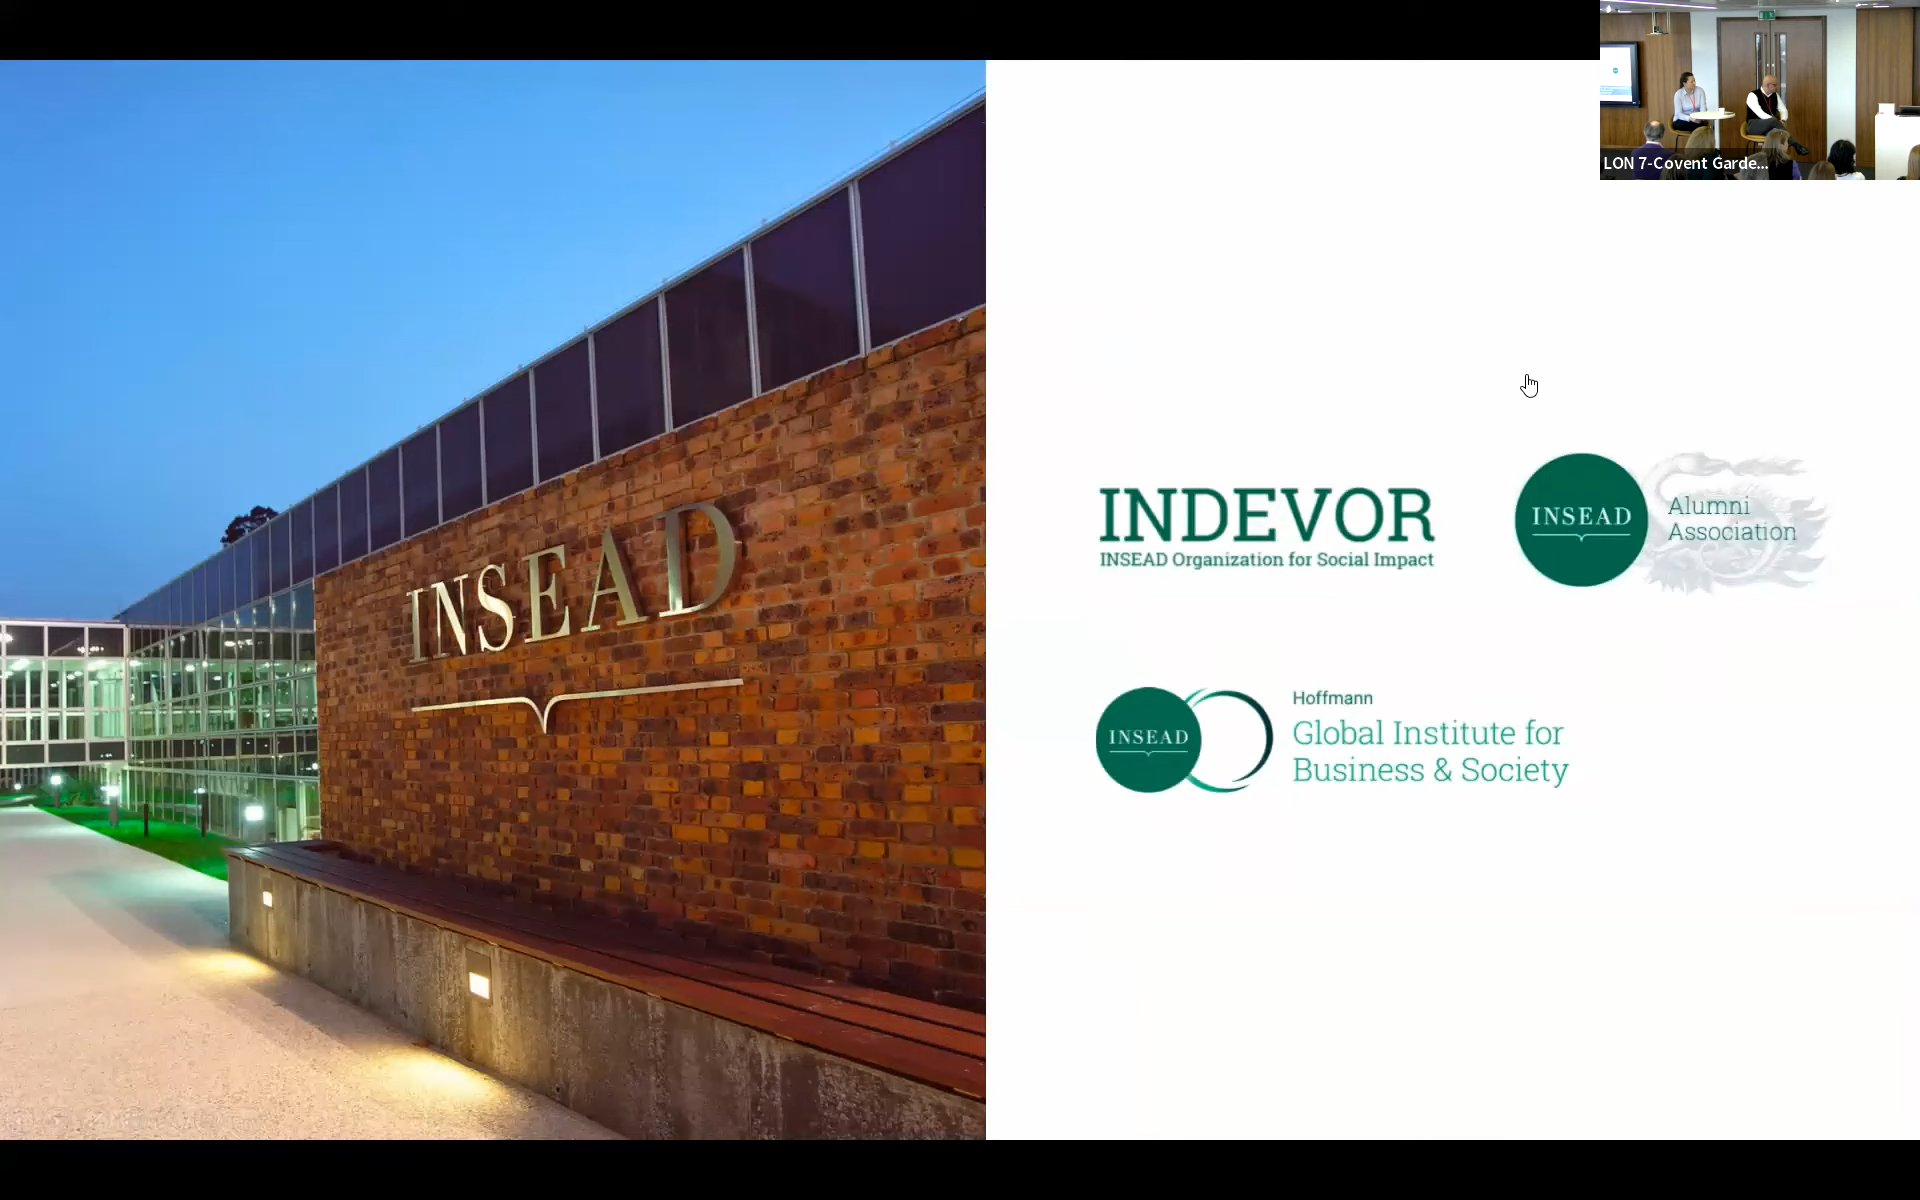 LON 7-Covent Garde...
INSEAD
INDEVOR
INSEAD Organization for Social Impact
INSEAD
Alumni
Association
INSEAD
Hoffmann
Global Institute for
Business & Society